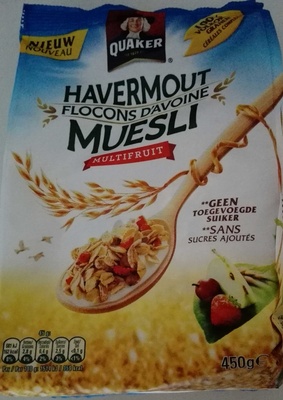 NIEUW
NOUVEAU
QUAKER
®
HAVERMOUT
FLOCONS D'AVOINE
MUESLI
MULTIFRUIT
**GEEN
TOEGEVOEGDE
SUIKER
**SANS
SUCRES AJOUTÉS
450g℮